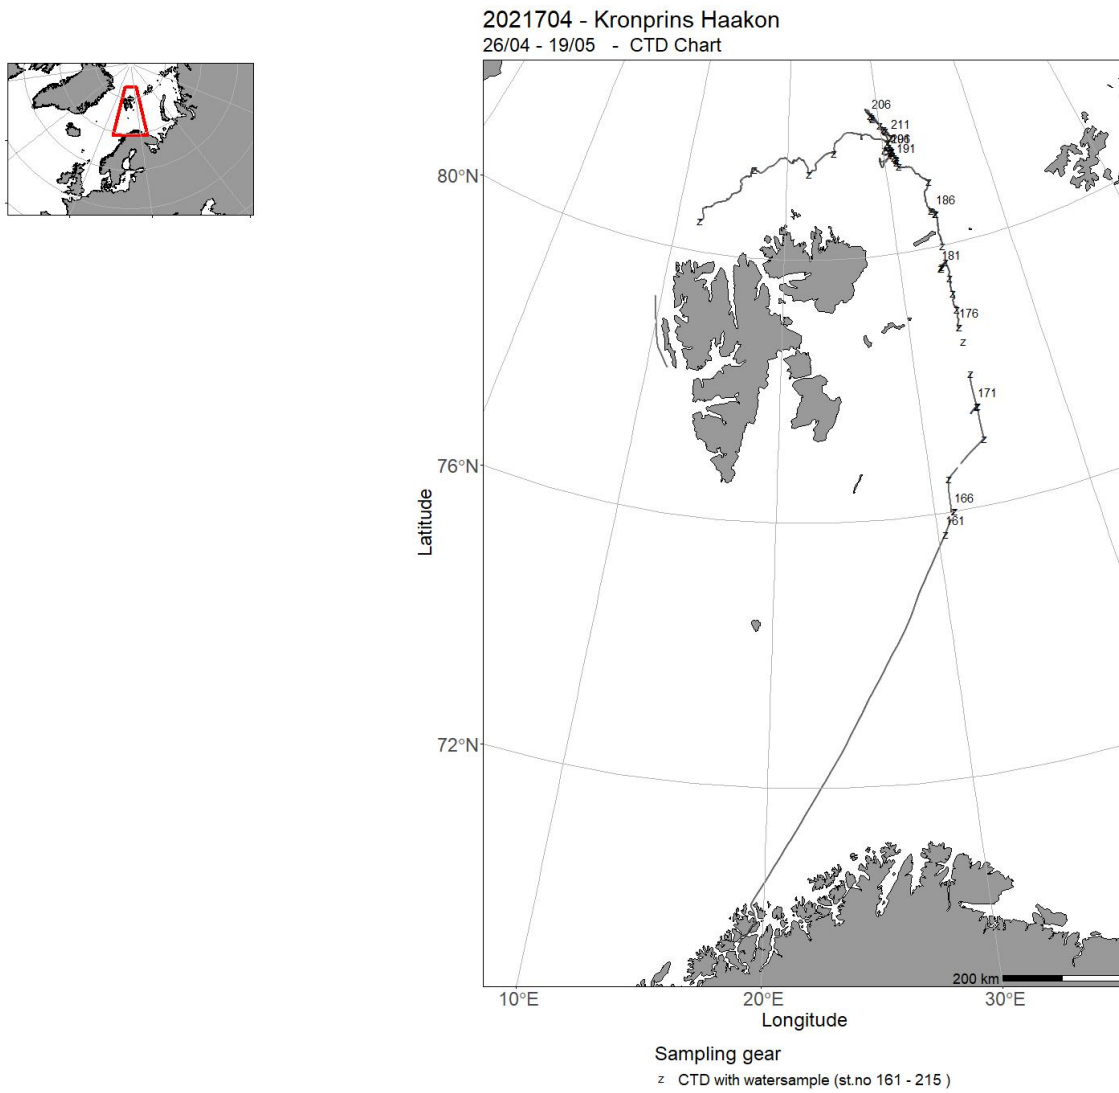 2021704 - Kronprins Haakon
26/04 - 19/05 - CTD Chart
206
211
191
80°N
186
181
176
171
76°N
166
161
Latitude
72°N
200 km
10°E
20°E
30°E
Longitude
Sampling gear
z CTD with watersample (st.no 161 - 215 )